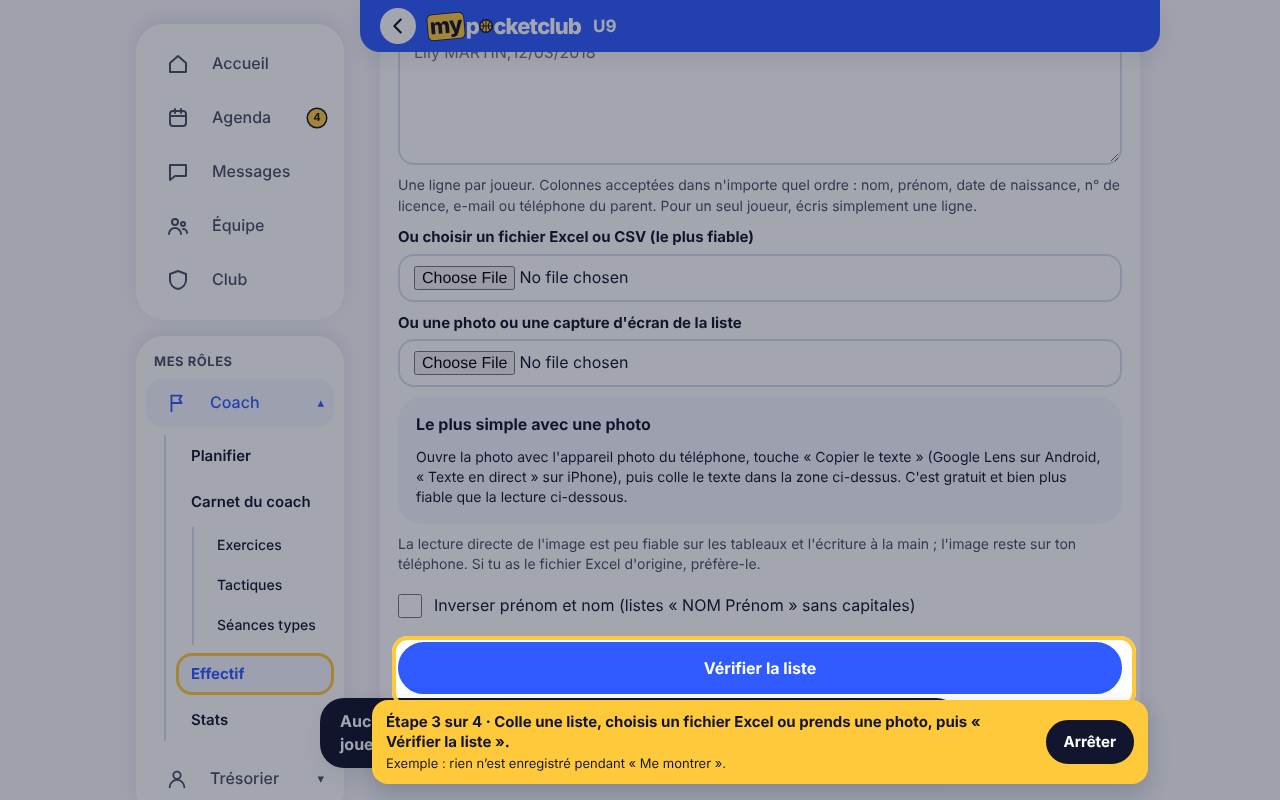 mypocketclub U9
Accueil
Agenda 4
Messages
Équipe
Club
MES RÔLES
Coach
Planifier
Carnet du coach
Exercices
Tactiques
Séances types
Effectif
Stats
Trésorier
Lily MARTIN,12/03/2018
Une ligne par joueur. Colonnes acceptées dans n'importe quel ordre : nom, prénom, date de naissance, n° de
licence, e-mail ou téléphone du parent. Pour un seul joueur, écris simplement une ligne.
Ou choisir un fichier Excel ou CSV (le plus fiable)
Choose File No file chosen
Ou une photo ou une capture d'écran de la liste
Choose File No file chosen
Le plus simple avec une photo
Ouvre la photo avec l'appareil photo du téléphone, touche « Copier le texte » (Google Lens sur Android,
« Texte en direct » sur iPhone), puis colle le texte dans la zone ci-dessus. C'est gratuit et bien plus
fiable que la lecture ci-dessous.
La lecture directe de l'image est peu fiable sur les tableaux et l'écriture à la main ; l'image reste sur ton
téléphone. Si tu as le fichier Excel d'origine, préfère-le.
Inverser prénom et nom (listes « NOM Prénom » sans capitales)
Vérifier la liste
Étape 3 sur 4 · Colle une liste, choisis un fichier Excel ou prends une photo, puis «
Vérifier la liste ».
Exemple : rien n’est enregistré pendant « Me montrer ».
Arrêter